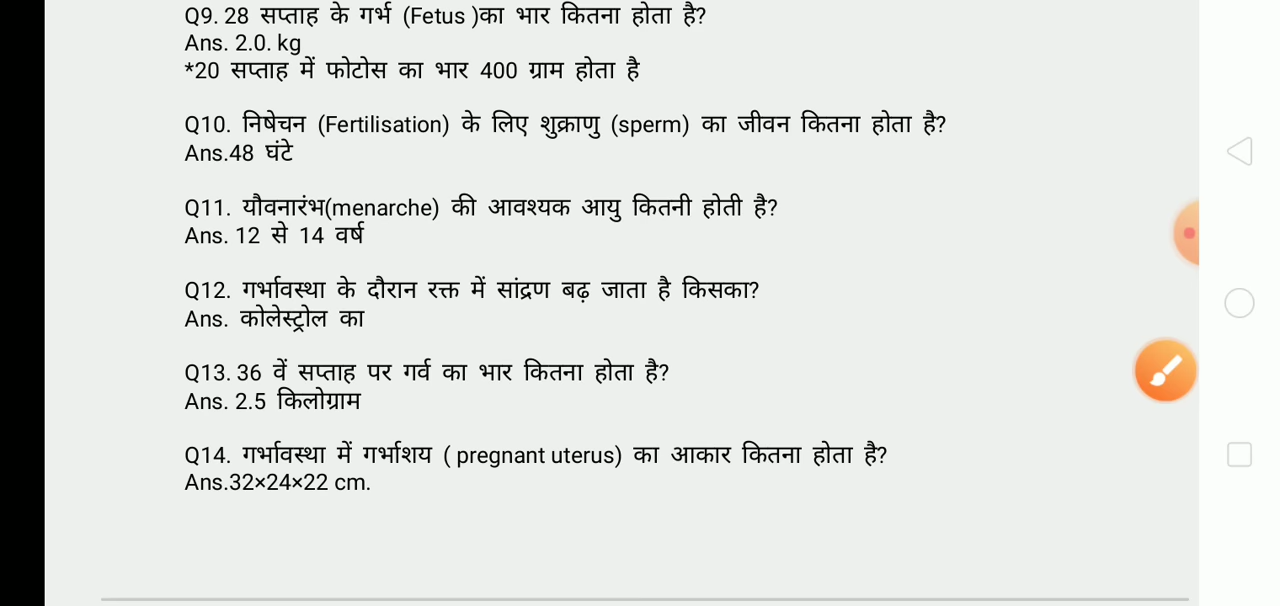 Q9. 28 सप्ताह के गर्भ (Fetus )का भार कितना होता है?
Ans. 2.0. kg
*20 सप्ताह में फोटोस का भार 400 ग्राम होता है
Q10. निषेचन (Fertilisation) के लिए शुक्राणु (sperm) का जीवन कितना होता है?
Ans.48 घंटे
Q11. यौवनारंभ(menarche) की आवश्यक आयु कितनी होती है?
Ans. 12 से 14 वर्ष
Q12. गर्भावस्था के दौरान रक्त में सांद्रण बढ़ जाता है किसका?
Ans. कोलेस्ट्रोल का
Q13. 36 वें सप्ताह पर गर्व का भार कितना होता है?
Ans. 2.5 किलोग्राम
Q14. गर्भावस्था में गर्भाशय ( pregnant uterus) का आकार कितना होता है?
Ans.32×24×22 cm.